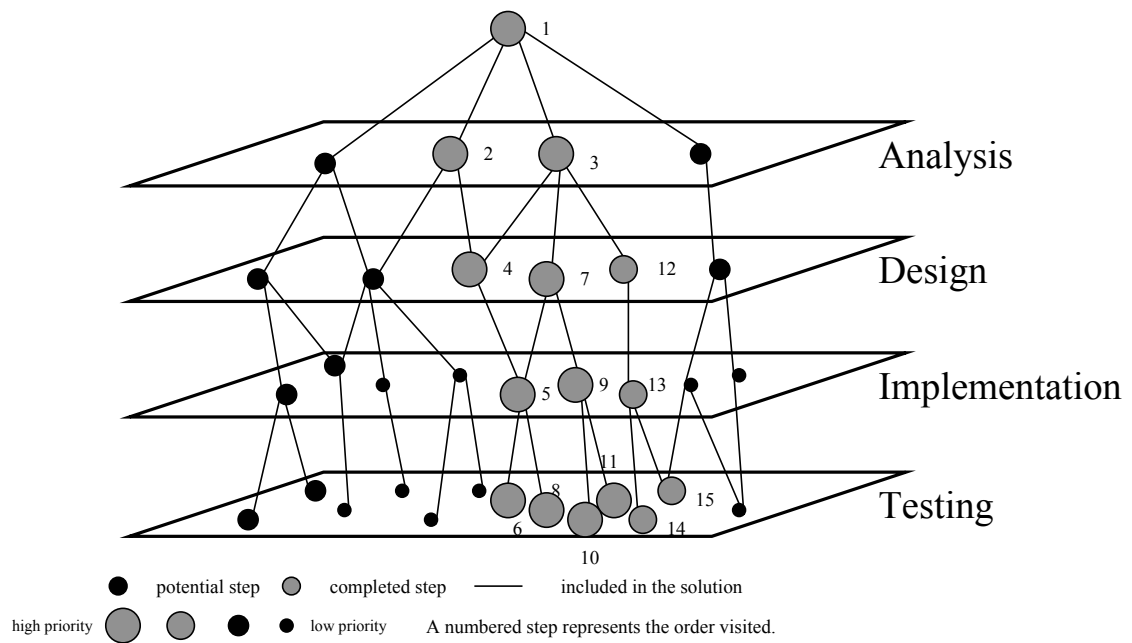 1
2
3
Analysis
4
7
12
Design
5
9
13
Implementation
11
8
15
6
14
Testing
10
potential step completed step included in the solution
high priority low priority A numbered step represents the order visited.